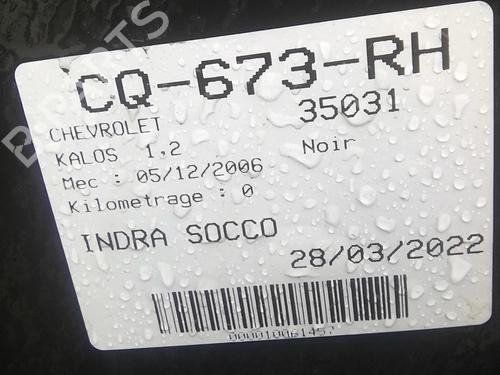 CQ-673-RH
CHEVROLET 35031
KALOS 1.2 Noir
Mec : 05/12/2006
Kilometrage : 0
INDRA SOCCO 28/03/2022